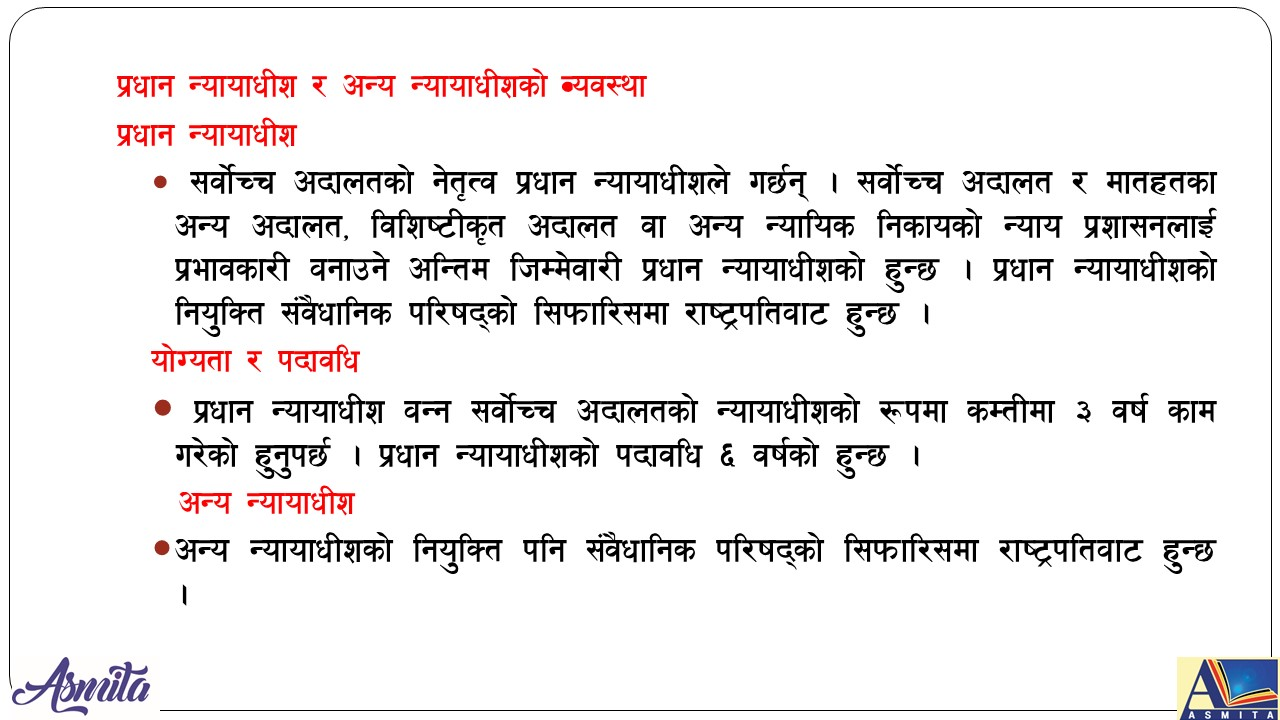 प्रधान न्यायाधीश र अन्य न्यायाधीशको ब्यवस्था
प्रधान न्यायाधीश
• सर्वोच्च अदालतको नेतृत्व प्रधान न्यायाधीशले गर्छन् । सर्वोच्च अदालत र मातहतका
अन्य अदालत, विशिष्टीकृत अदालत वा अन्य न्यायिक निकायको न्याय प्रशासनलाई
प्रभावकारी वनाउने अन्तिम जिम्मेवारी प्रधान न्यायाधीशको हुन्छ । प्रधान न्यायाधीशको
नियुक्ति संवैधानिक परिषद्को सिफारिसमा राष्ट्रपतिवाट हुन्छ ।
योग्यता र पदावधि
• प्रधान न्यायाधीश वन्न सर्वोच्च अदालतको न्यायाधीशको रूपमा कम्तीमा ३ वर्ष काम
गरेको हुनुपर्छ । प्रधान न्यायाधीशको पदावधि ६ वर्षको हुन्छ ।
अन्य न्यायाधीश
• अन्य न्यायाधीशको नियुक्ति पनि संवैधानिक परिषद्को सिफारिसमा राष्ट्रपतिवाट हुन्छ
।
Asmita
ASMITA